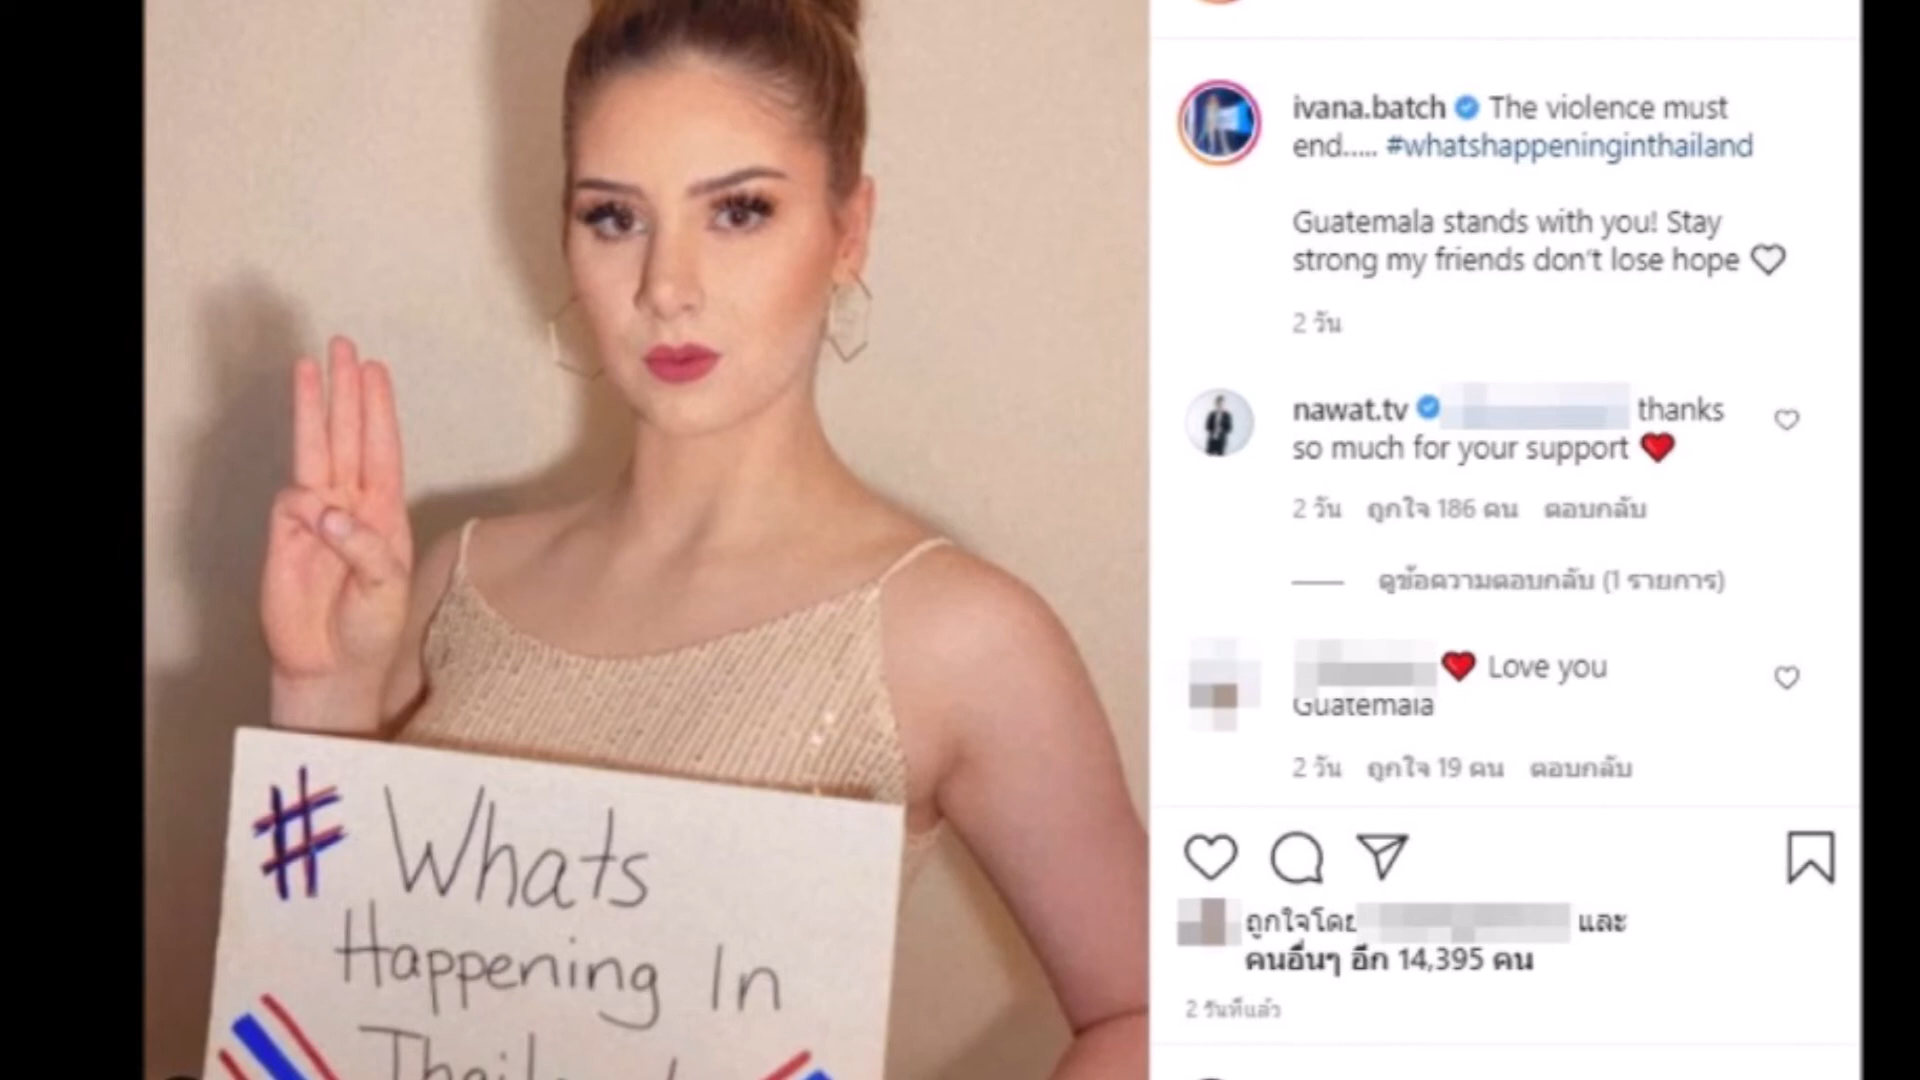 ivana.batch The violence must
end..... #whatshappeninginthailand
Guatemala stands with you! Stay
strong my friends don't lose hope
2 วัน
nawat.tv thanks
so much for your support
2 วัน ถูกใจ 186 คน ตอบกลับ
ดูข้อความตอบกลับ (1 รายการ)
Love you
Guatemala
2 วัน ถูกใจ 19 คน ตอบกลับ
ถูกใจโดย และ
คนอื่นๆ อีก 14,395 คน
2 วันที่แล้ว
# Whats
Happening In
Thailand